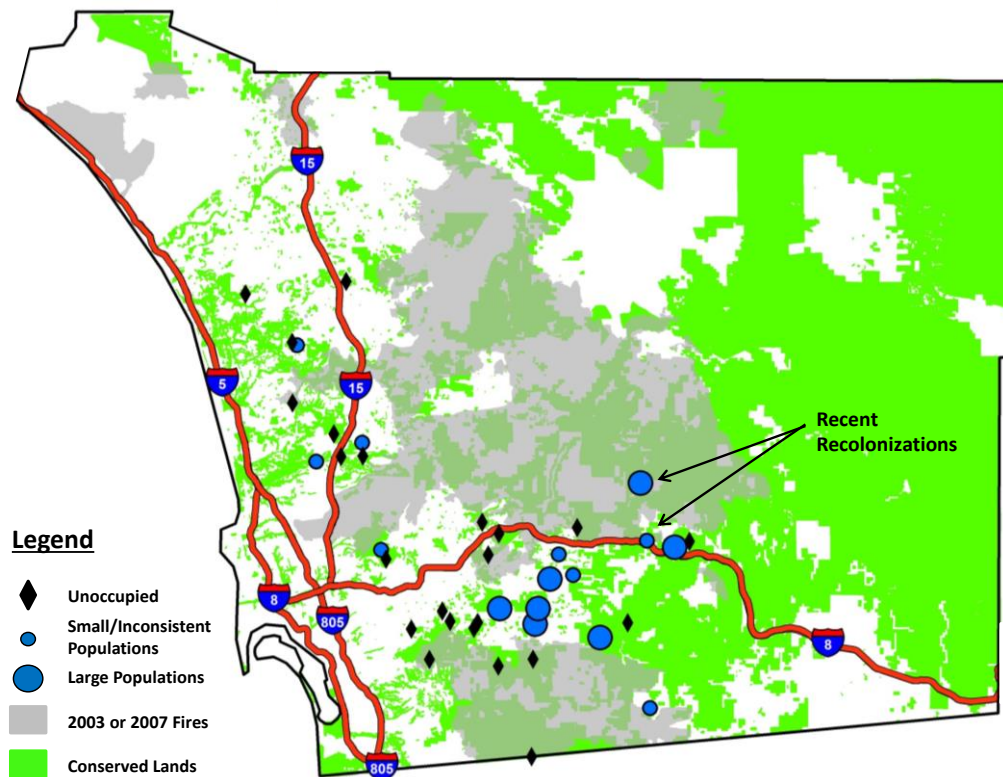 15
5
15
Recent
Recolonizations
Legend
Unoccupied
Small/Inconsistent
Populations
Large Populations
2003 or 2007 Fires
Conserved Lands
8
805
8
805